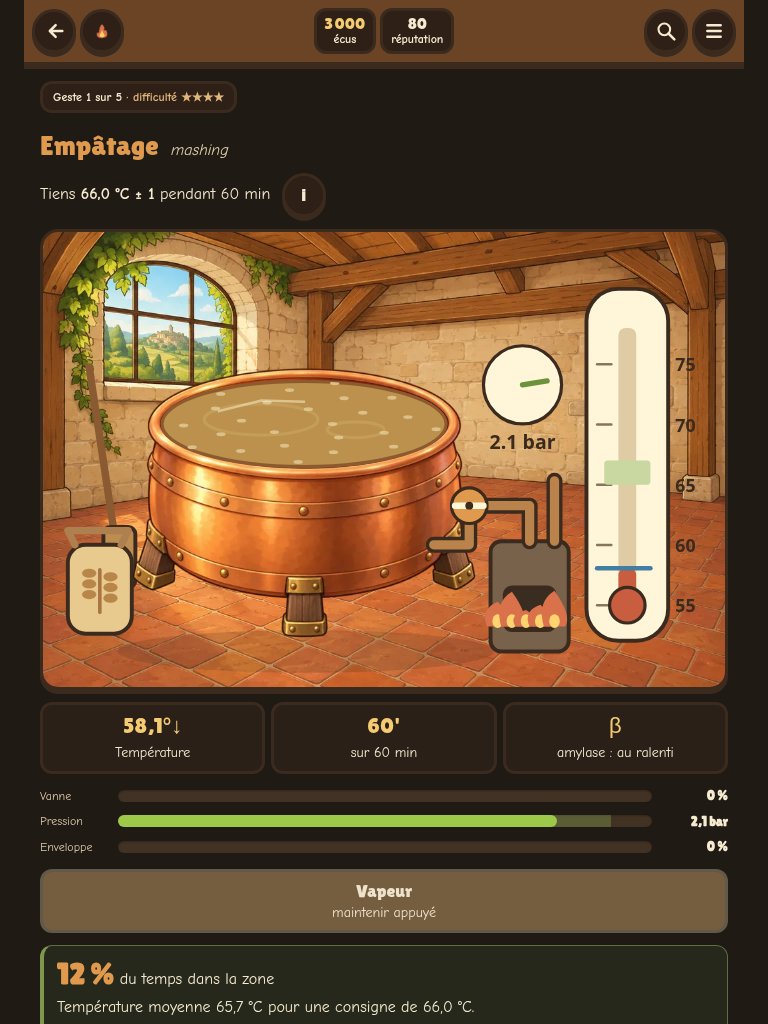 3 000
écus
80
réputation
Geste 1 sur 5 · difficulté ★★★★
Empâtage mashing
Tiens 66,0 °C ± 1 pendant 60 min i
75
70
65
60
55
2.1 bar
58,1°↓
Température
60'
sur 60 min
β
amylase : au ralenti
Vanne 0 %
Pression 2,1 bar
Enveloppe 0 %
Vapeur
maintenir appuyé
12 % du temps dans la zone
Température moyenne 65,7 °C pour une consigne de 66,0 °C.